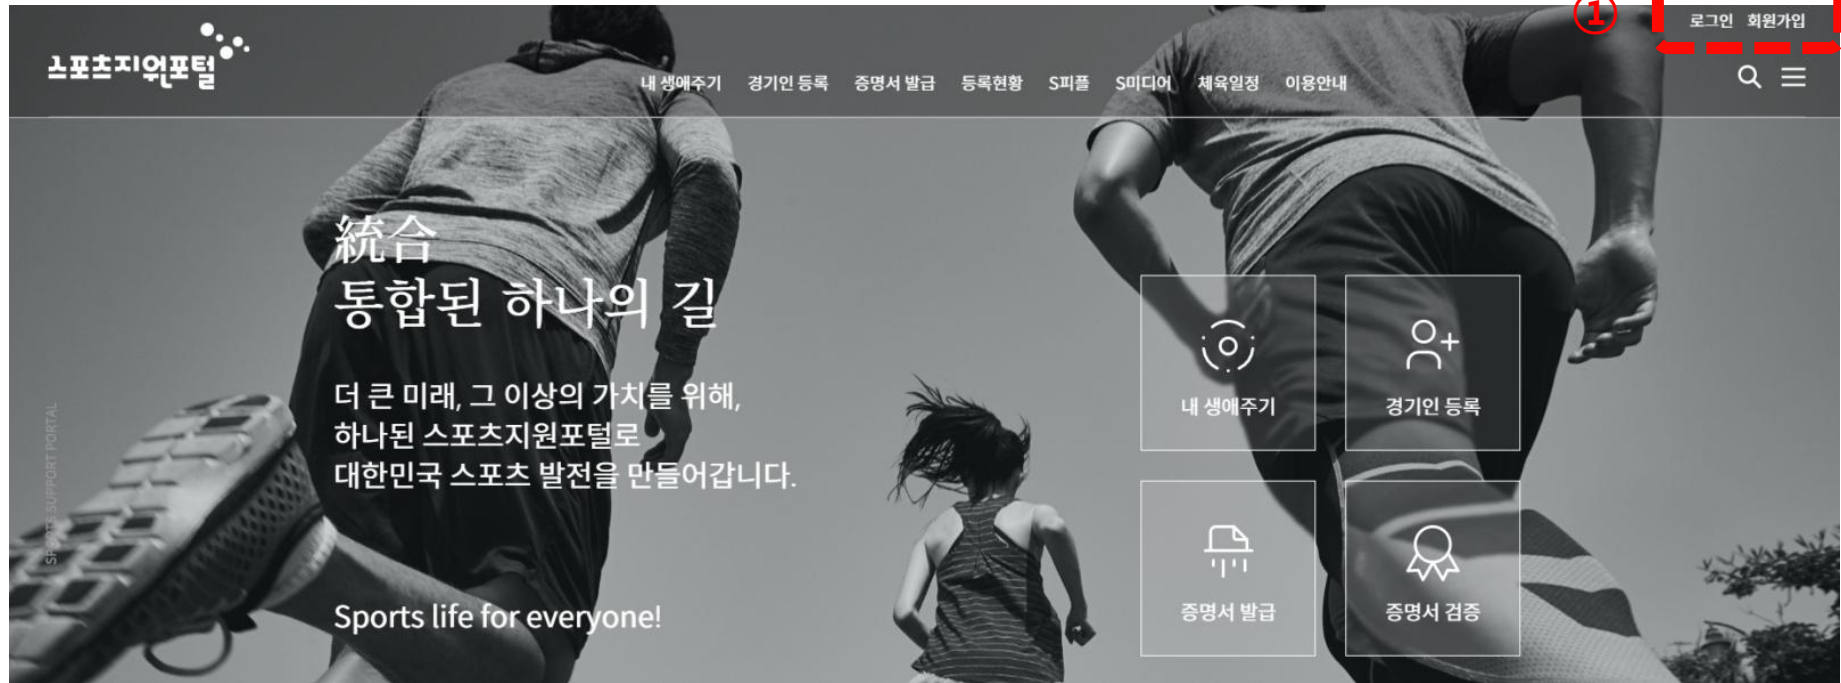 ①
로그인 회원가입
스포츠지원포털
내 생애주기 경기인 등록 증명서 발급 등록현황 S피플 S미디어 체육일정 이용안내
統合
통합된 하나의 길
더 큰 미래, 그 이상의 가치를 위해,
하나된 스포츠지원포털로
대한민국 스포츠 발전을 만들어갑니다.
Sports life for everyone!
SPORTS SUPPORT PORTAL
내 생애주기
경기인 등록
증명서 발급
증명서 검증